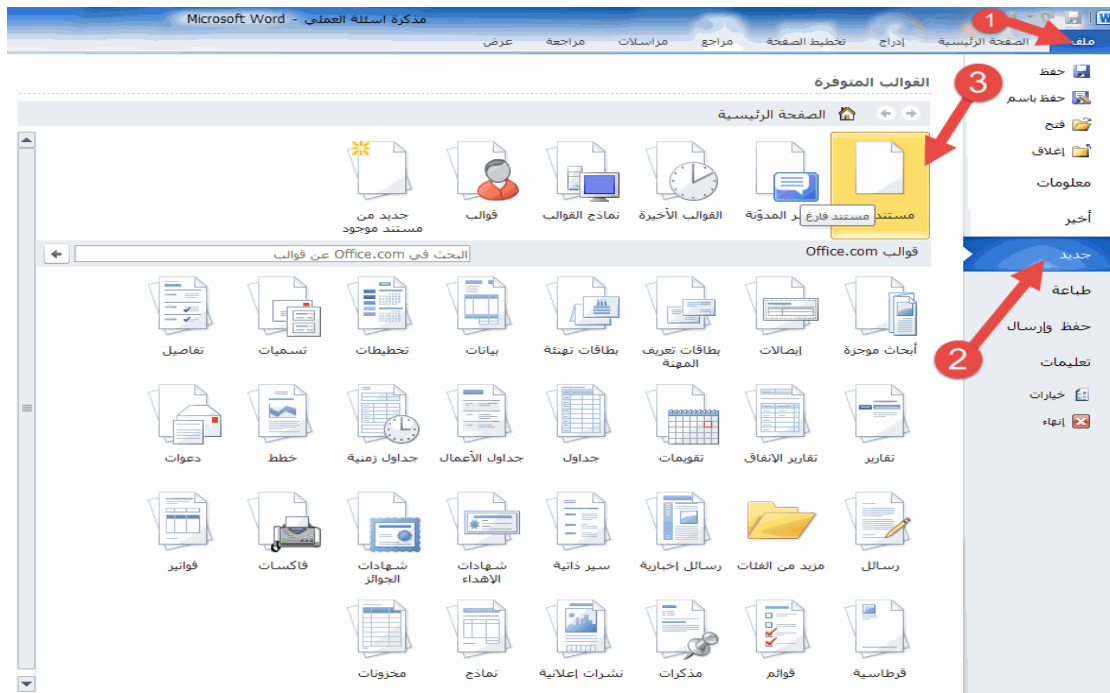 مذكرة اسئلة العملي - Microsoft Word
1
ملف الصفحة الرئيسية إدراج تخطيط الصفحة مراجع مراسلات مراجعة عرض
حفظ
حفظ باسم
فتح
إغلاق
معلومات
أخير
جديد
طباعة
حفظ وإرسال
تعليمات
خيارات
إنهاء
2
3
القوالب المتوفرة
الصفحة الرئيسية
مستند مستند فارغ ر المدوّنة القوالب الأخيرة نماذج القوالب قوالب جديد من
مستند موجود
قوالب Office.com البحث في Office.com عن قوالب
أبحاث موجزة إيصالات بطاقات تعريف بطاقات تهنئة بيانات تخطيطات تسميات تفاصيل
المهنة
تقارير تقارير الإنفاق تقويمات جداول جداول الأعمال جداول زمنية خطط دعوات
رسائل مزيد من الفئات رسائل إخبارية سير ذاتية شهادات شهادات فاكسات فواتير
الإهداء الجوائز
قرطاسية قوائم مذكرات نشرات إعلانية نماذج مخزونات